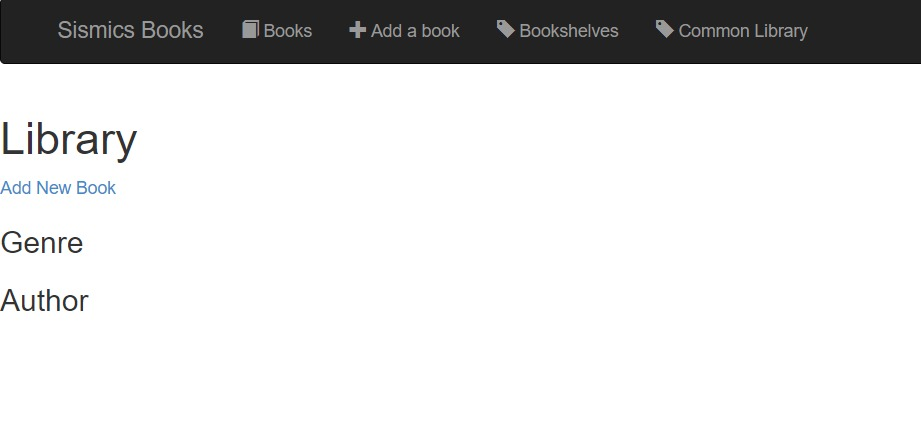 Sismics Books Books Add a book Bookshelves Common Library
Library
Add New Book
Genre
Author